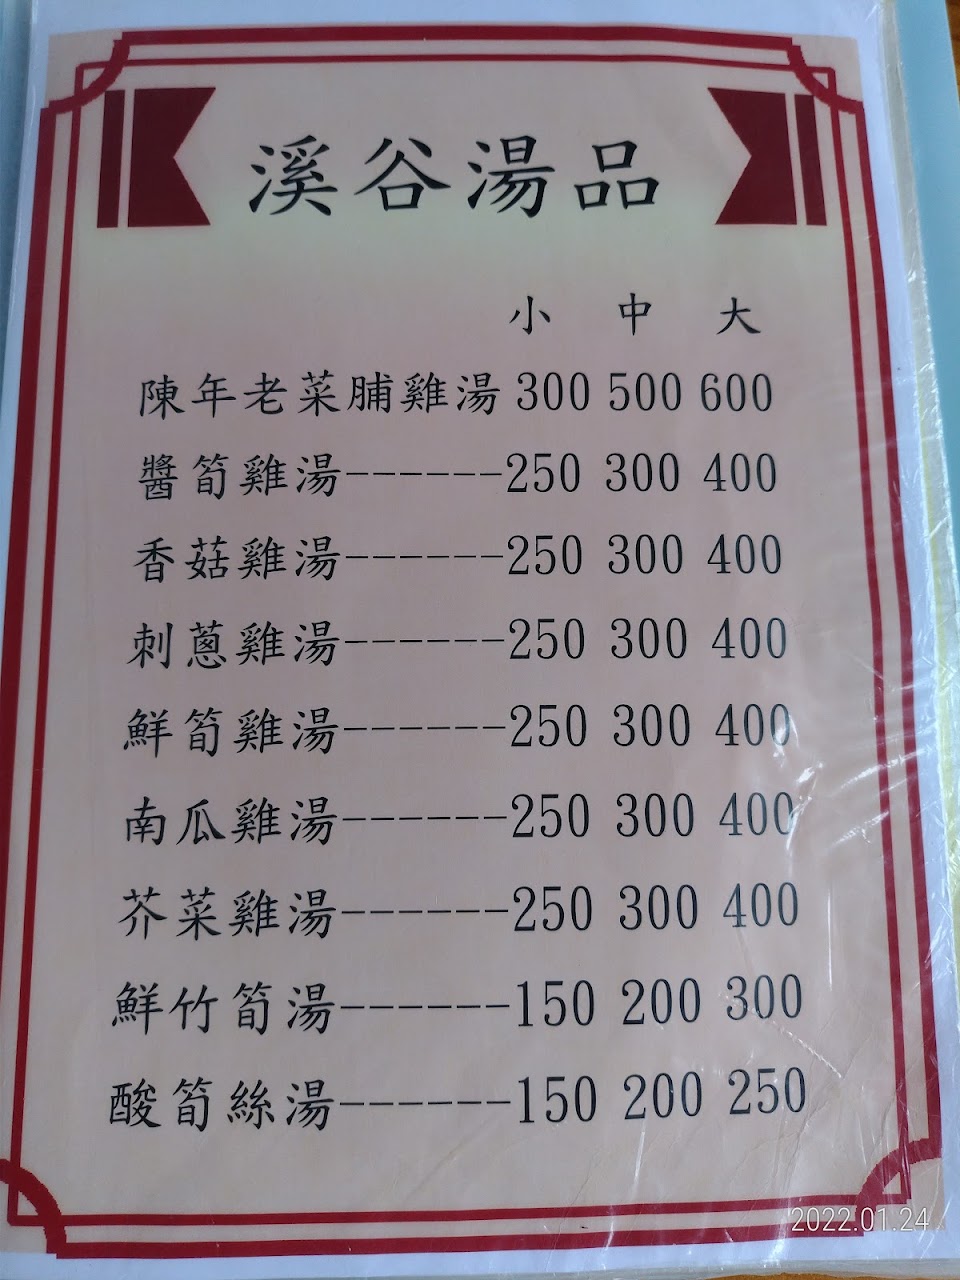 溪谷湯品
小 中 大
陳年老菜脯雞湯 300 500 600
醬筍雞湯------250 300 400
香菇雞湯------250 300 400
刺蔥雞湯------250 300 400
鮮筍雞湯------250 300 400
南瓜雞湯------250 300 400
芥菜雞湯------250 300 400
鮮竹筍湯------150 200 300
酸筍絲湯------150 200 250
2022.01.24